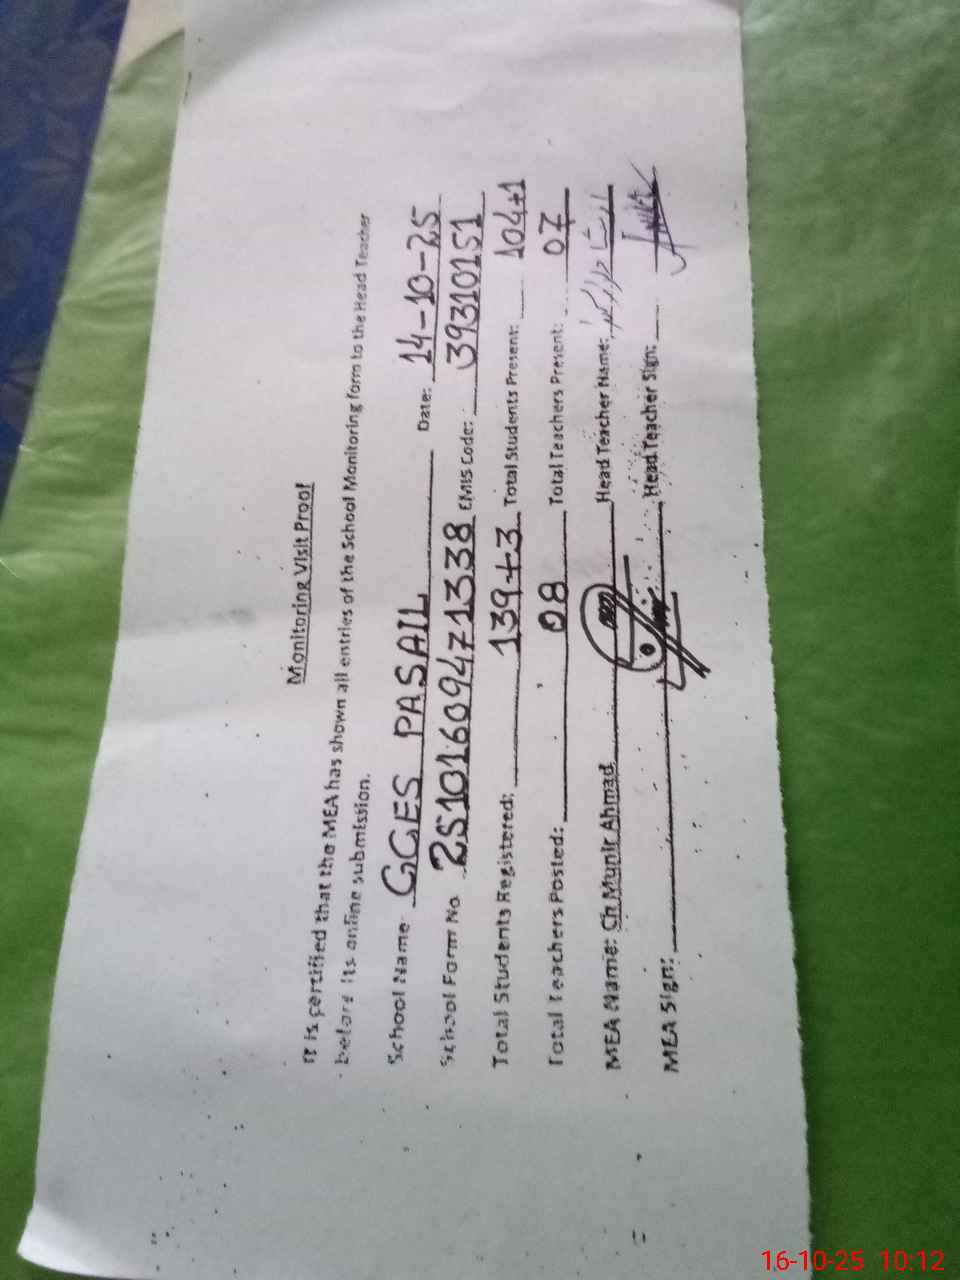 Monitoring Visit Proof
It is certified that the MEA has shown all entries of the School Monitoring form to the Head Teacher
before its online submission.
School Name GGES PASAIL Date: 14-10-25
School Form No. 25101609471338 EMIS Code: 39310151
Total Students Registered: 139+3 Total Students Present: 104+1
Total Teachers Posted: 08 Total Teachers Present: 07
MEA Name: Ch Munir Ahmad Head Teacher Name:
MEA Sign: Head Teacher Sign:
16-10-25 10:12